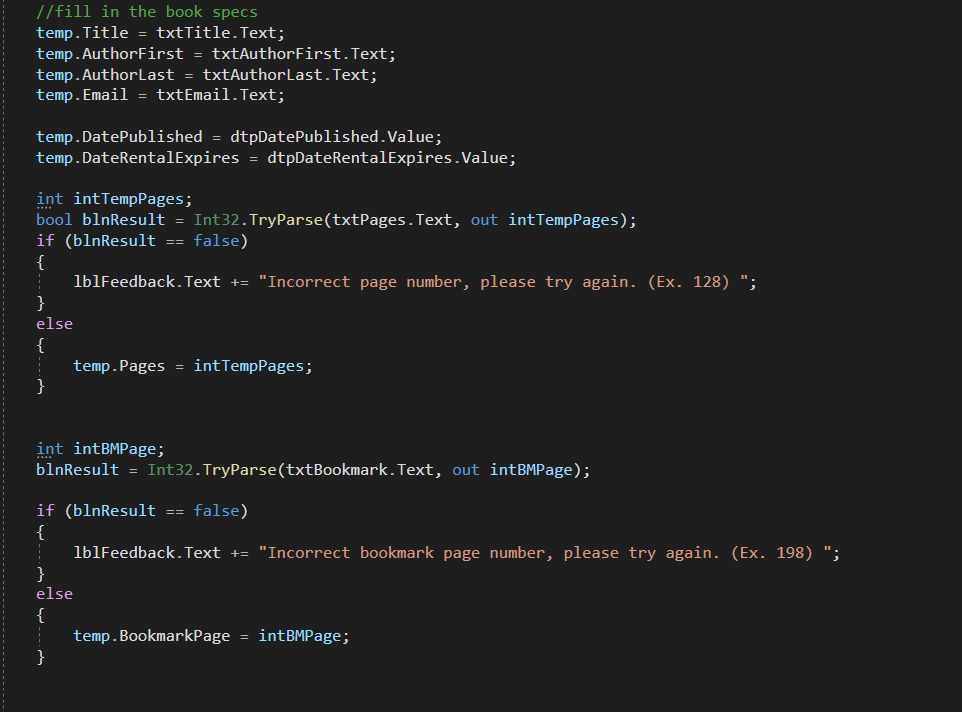 //fill in the book specs
temp.Title = txtTitle.Text;
temp.AuthorFirst = txtAuthorFirst.Text;
temp.AuthorLast = txtAuthorLast.Text;
temp.Email = txtEmail.Text;
temp.DatePublished = dtpDatePublished.Value;
temp.DateRentalExpires = dtpDateRentalExpires.Value;
int intTempPages;
bool blnResult = Int32.TryParse(txtPages.Text, out intTempPages);
if (blnResult == false)
{
lblFeedback.Text += "Incorrect page number, please try again. (Ex. 128) ";
}
else
{
temp.Pages = intTempPages;
}
int intBMPage;
blnResult = Int32.TryParse(txtBookmark.Text, out intBMPage);
if (blnResult == false)
{
lblFeedback.Text += "Incorrect bookmark page number, please try again. (Ex. 198) ";
}
else
{
temp.BookmarkPage = intBMPage;
}